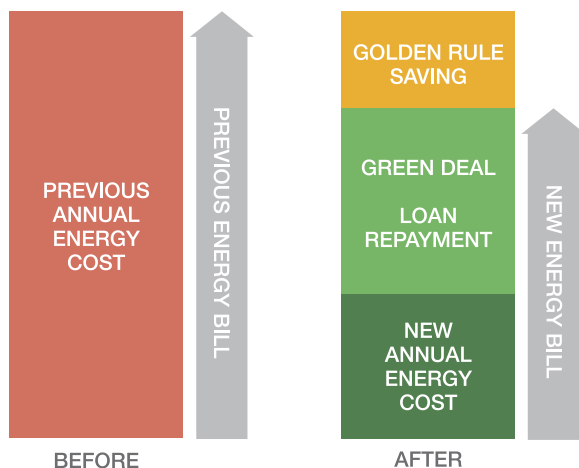 PREVIOUS
ANNUAL
ENERGY
COST
PREVIOUS ENERGY BILL
BEFORE
GOLDEN RULE
SAVING
GREEN DEAL
LOAN
REPAYMENT
NEW
ANNUAL
ENERGY
COST
NEW ENERGY BILL
AFTER